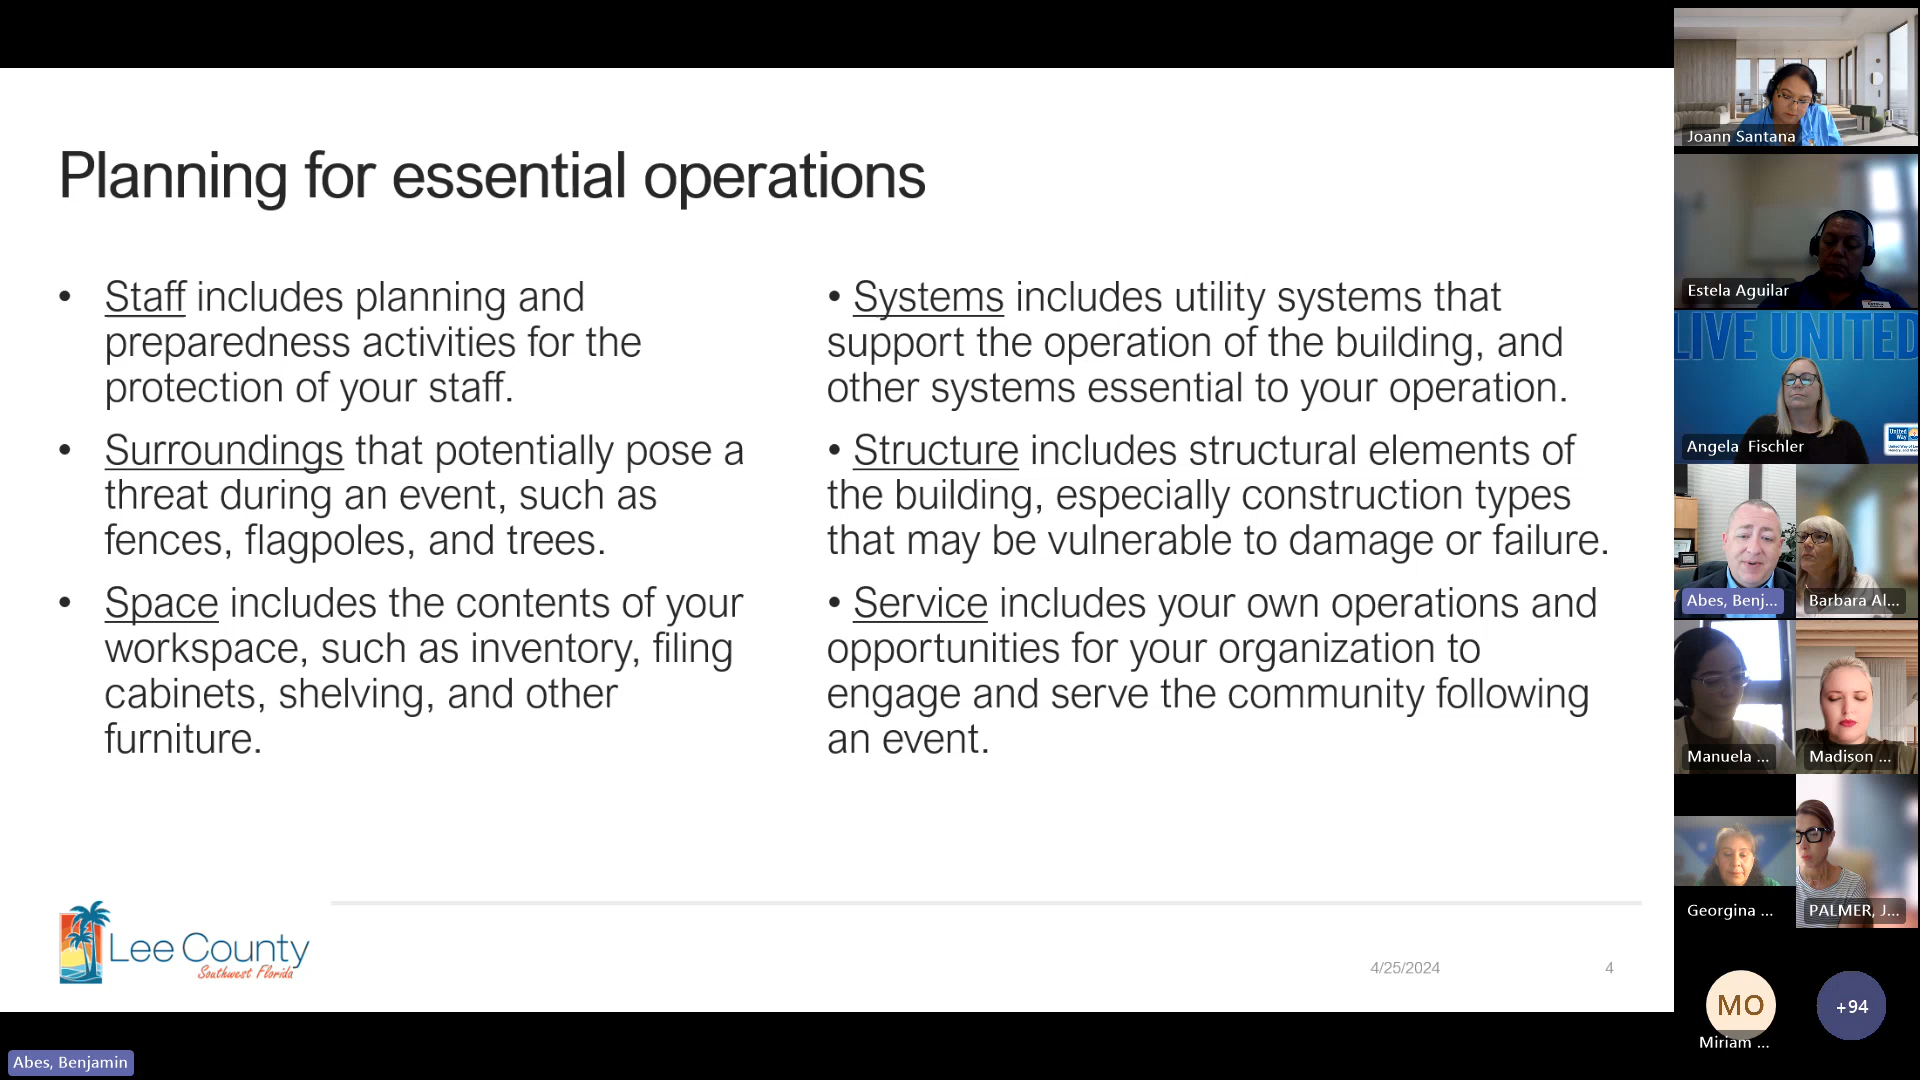 Planning for essential operations
• Staff includes planning and
preparedness activities for the
protection of your staff.
• Surroundings that potentially pose a
threat during an event, such as
fences, flagpoles, and trees.
• Space includes the contents of your
workspace, such as inventory, filing
cabinets, shelving, and other
furniture.
• Systems includes utility systems that
support the operation of the building, and
other systems essential to your operation.
• Structure includes structural elements of
the building, especially construction types
that may be vulnerable to damage or failure.
• Service includes your own operations and
opportunities for your organization to
engage and serve the community following
an event.
Lee County
Southwest Florida
4/25/2024
4
Abes, Benjamin
Joann Santana
Estela Aguilar
LIVE UNITED
United
Way
Angela Fischler
Abes, Benj...
Barbara Al...
Manuela ...
Madison ...
Georgina ...
PALMER, J...
MO
Miriam ...
+94